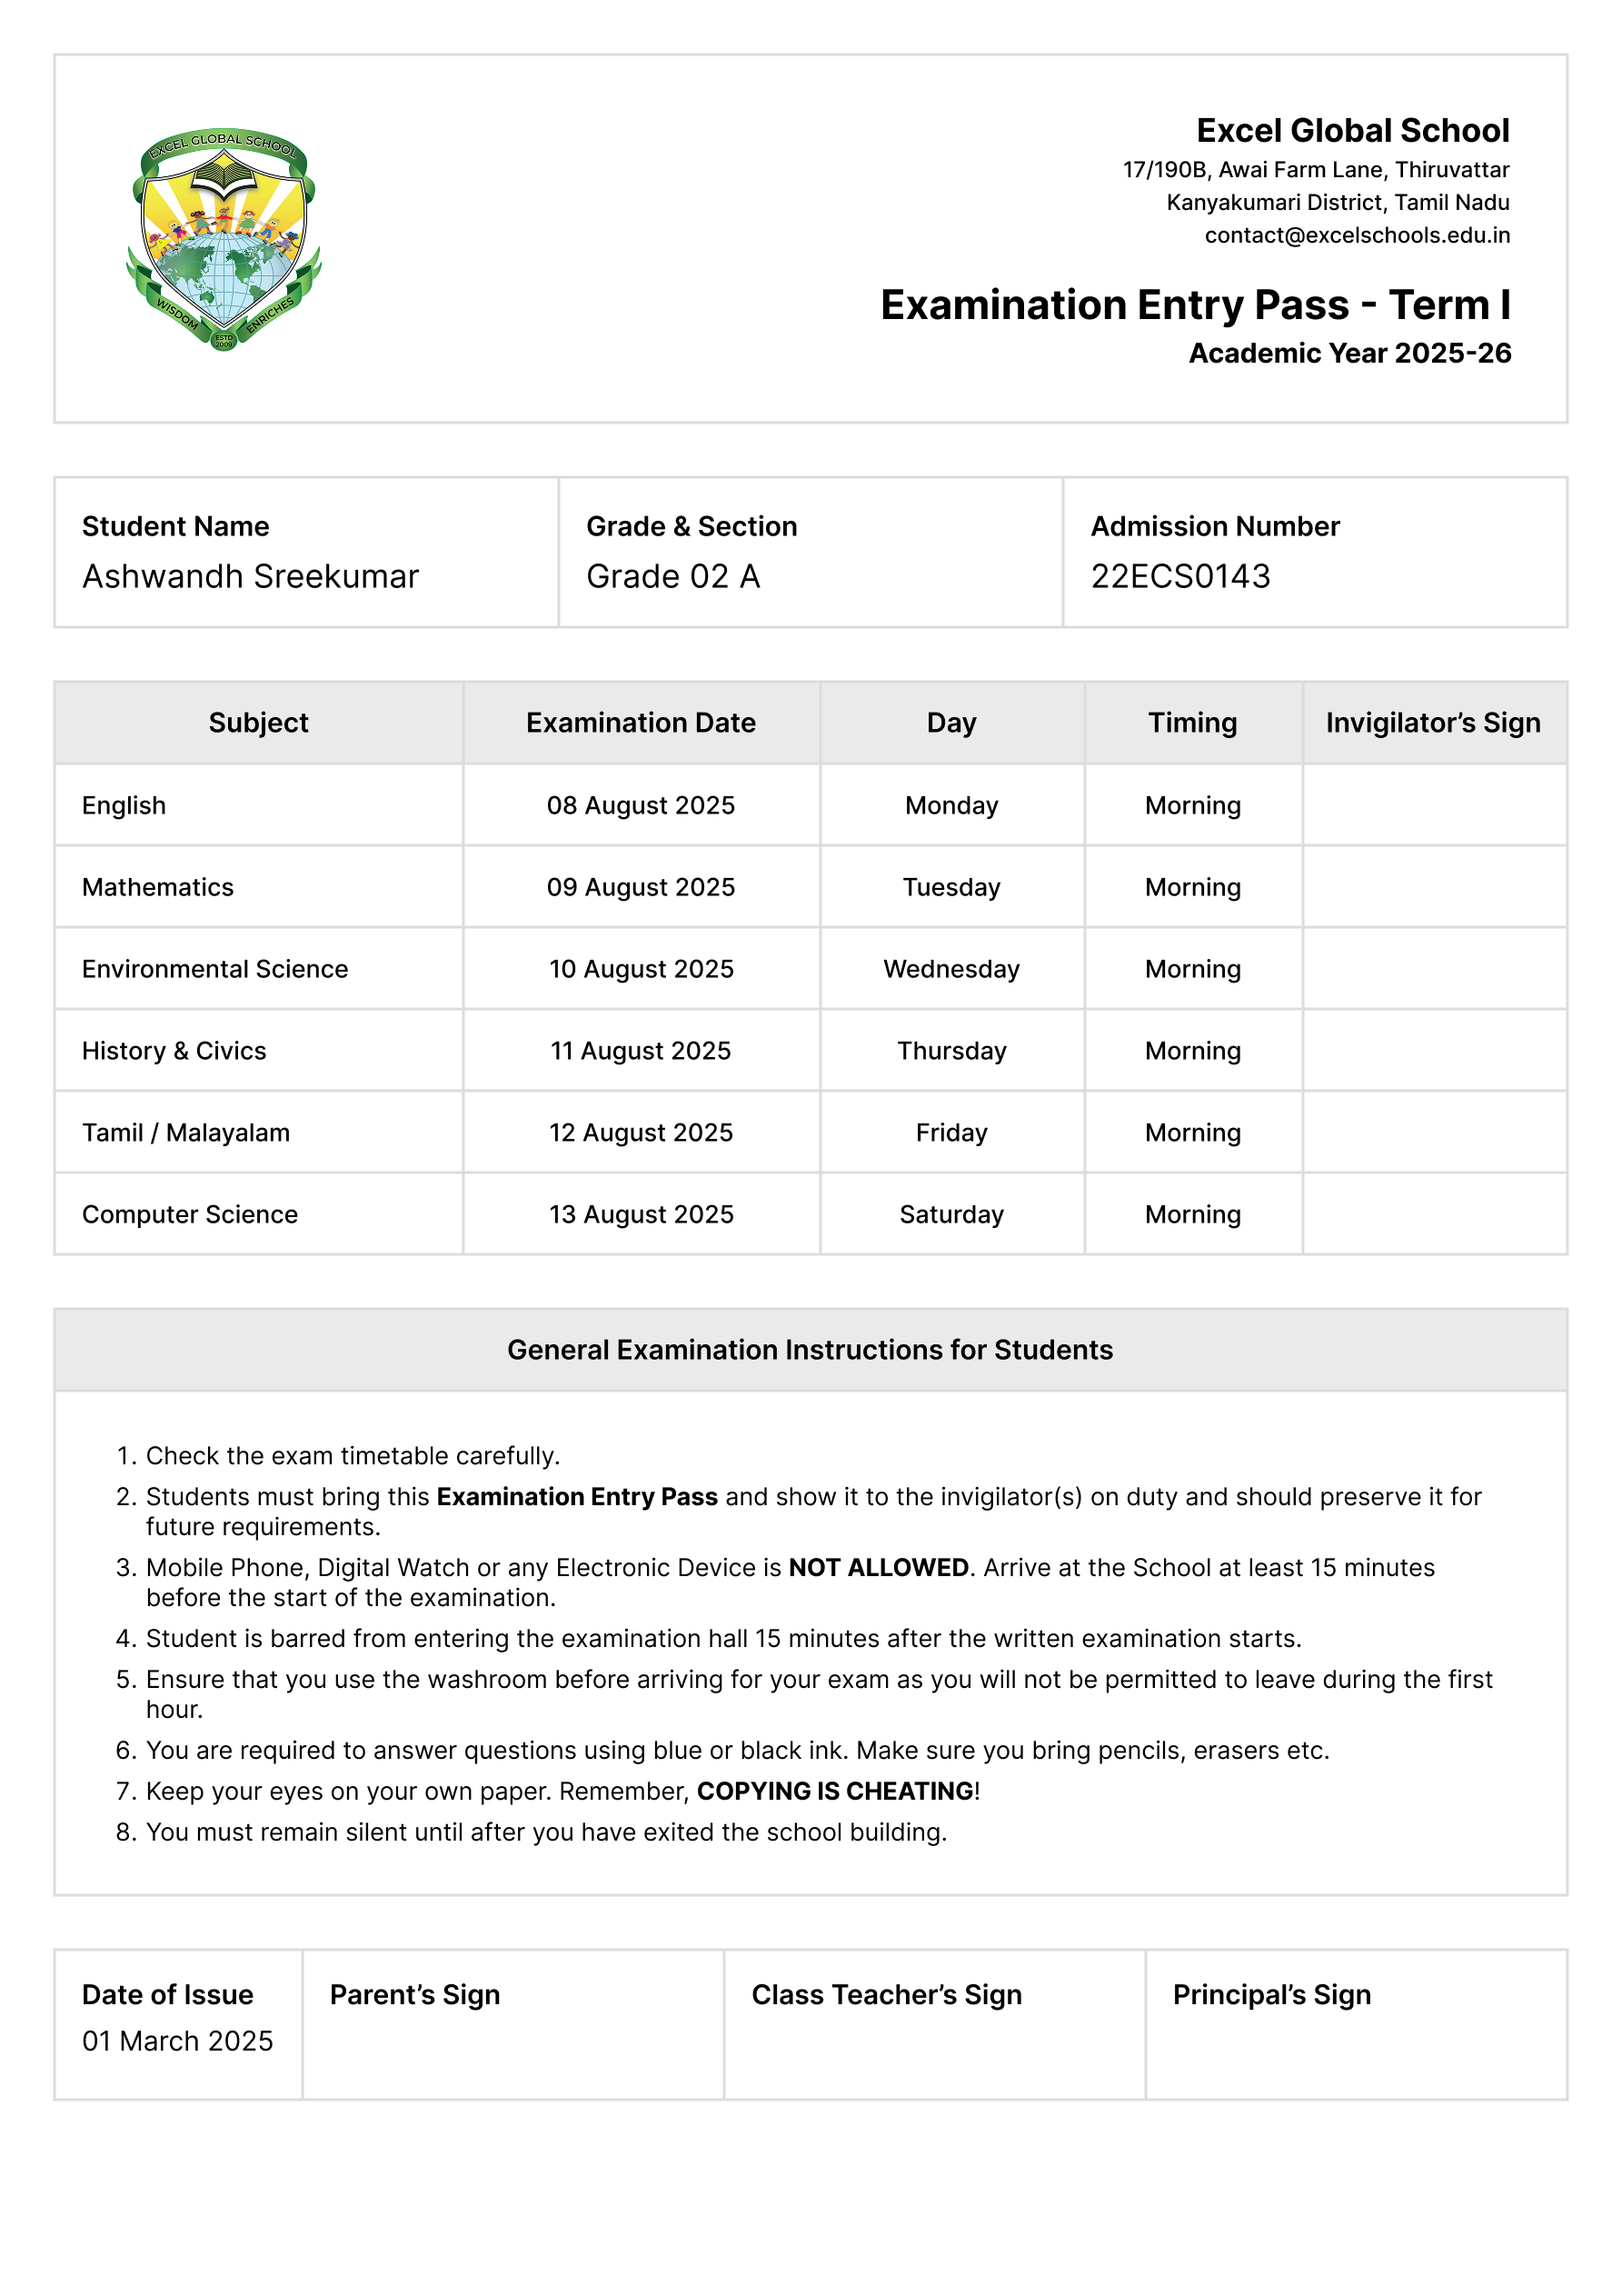 EXCEL GLOBAL SCHOOL
WISDOM
ENRICHES
ESTD
2009
Excel Global School
17/190B, Awai Farm Lane, Thiruvattar
Kanyakumari District, Tamil Nadu
contact@excelschools.edu.in
Examination Entry Pass - Term I
Academic Year 2025-26
Student Name Grade & Section Admission Number
Ashwandh Sreekumar Grade 02 A 22ECS0143
Subject Examination Date Day Timing Invigilator’s Sign
English 08 August 2025 Monday Morning
Mathematics 09 August 2025 Tuesday Morning
Environmental Science 10 August 2025 Wednesday Morning
History & Civics 11 August 2025 Thursday Morning
Tamil / Malayalam 12 August 2025 Friday Morning
Computer Science 13 August 2025 Saturday Morning
General Examination Instructions for Students
1. Check the exam timetable carefully.
2. Students must bring this Examination Entry Pass and show it to the invigilator(s) on duty and should preserve it for
future requirements.
3. Mobile Phone, Digital Watch or any Electronic Device is NOT ALLOWED. Arrive at the School at least 15 minutes
before the start of the examination.
4. Student is barred from entering the examination hall 15 minutes after the written examination starts.
5. Ensure that you use the washroom before arriving for your exam as you will not be permitted to leave during the first
hour.
6. You are required to answer questions using blue or black ink. Make sure you bring pencils, erasers etc.
7. Keep your eyes on your own paper. Remember, COPYING IS CHEATING!
8. You must remain silent until after you have exited the school building.
Date of Issue Parent’s Sign Class Teacher’s Sign Principal’s Sign
01 March 2025